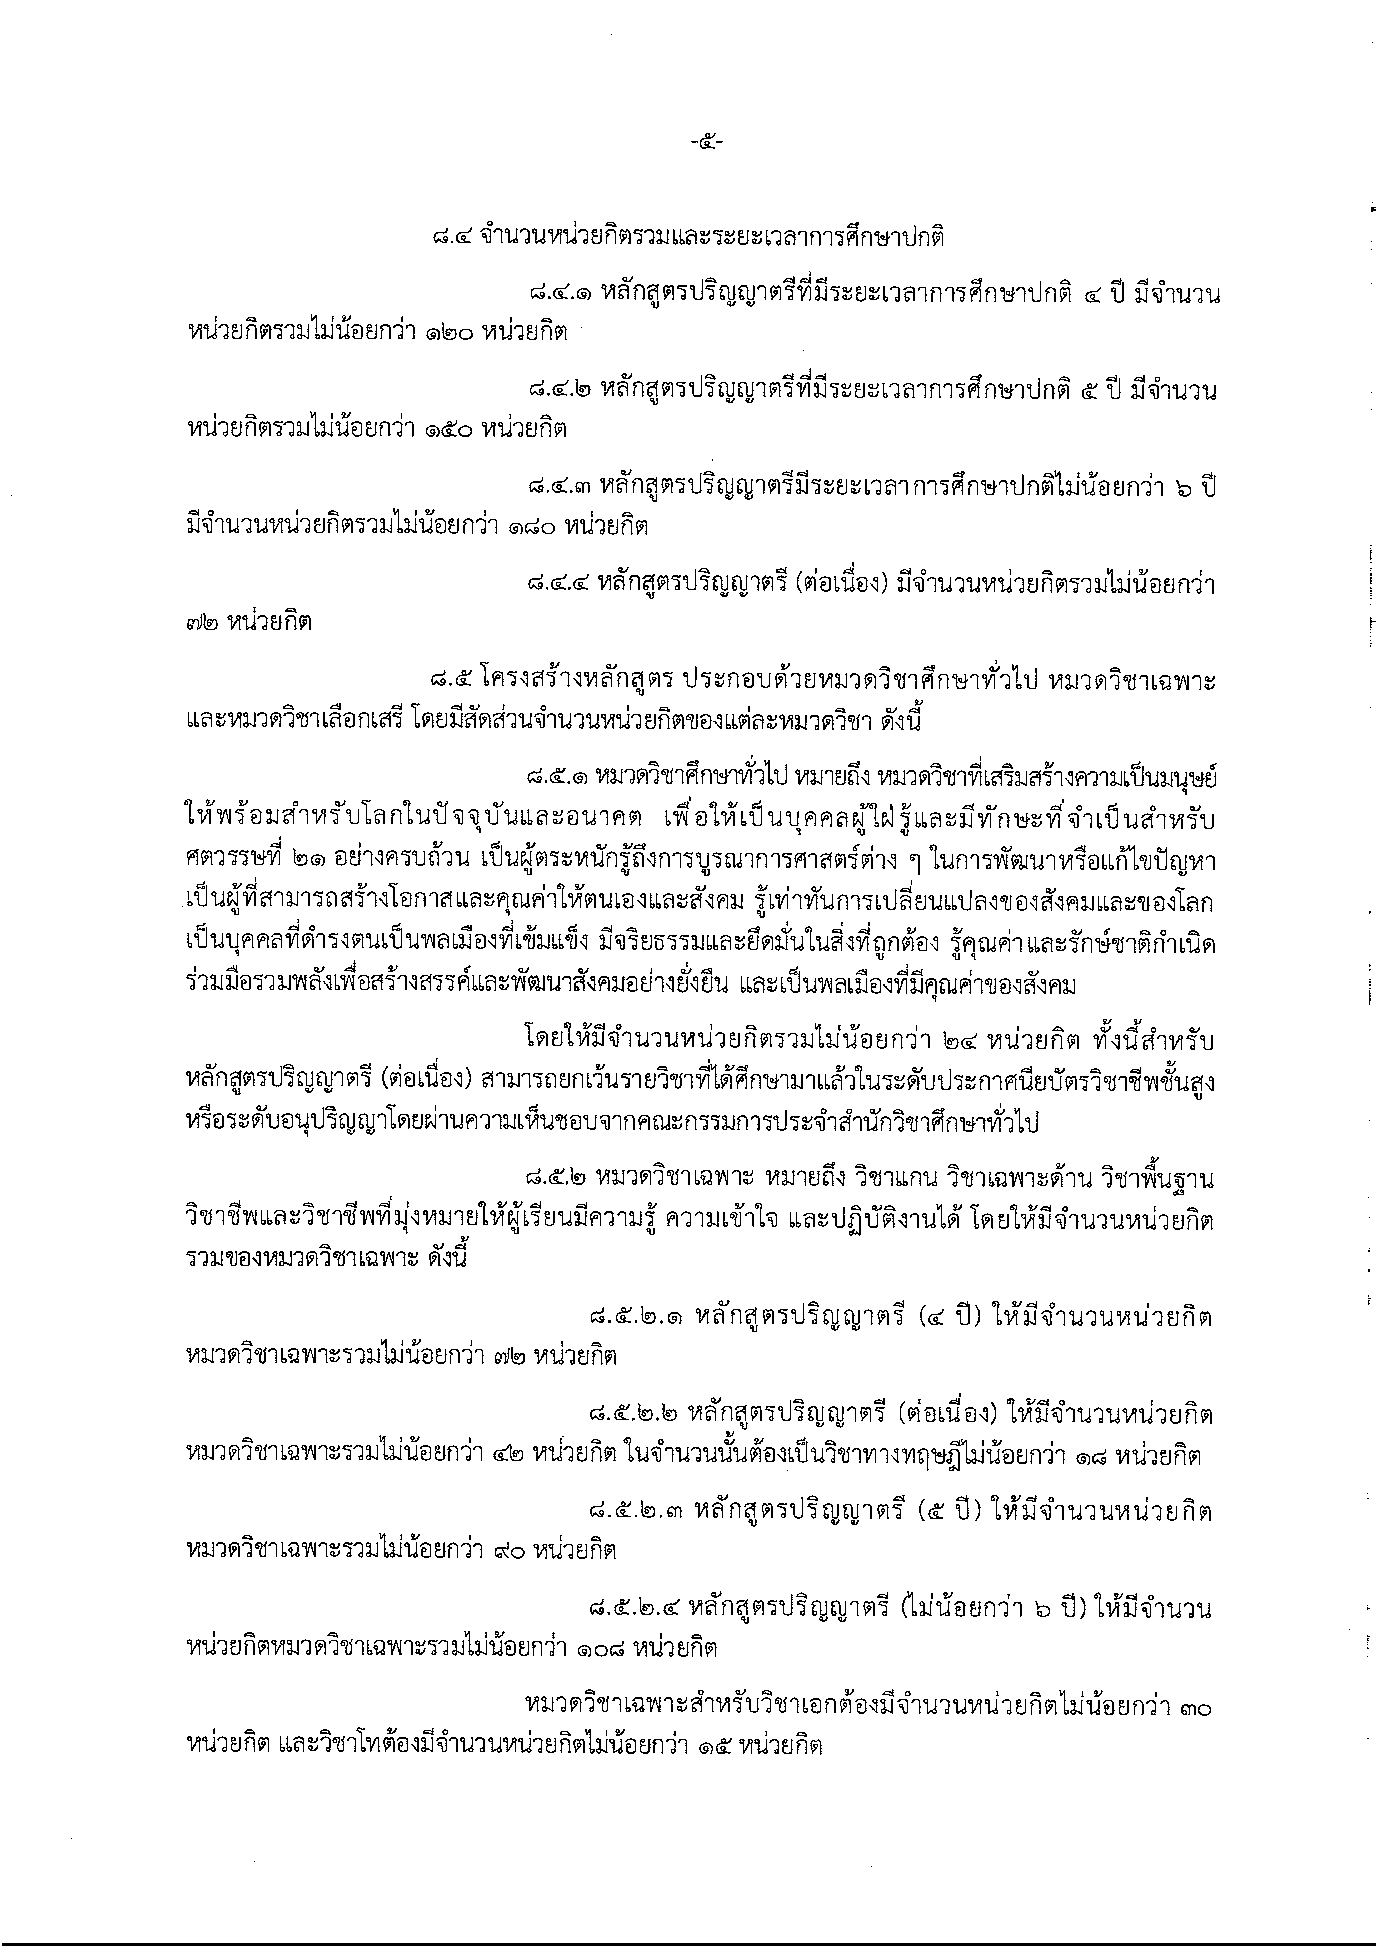 -๕-
๘.๔ จำนวนหน่วยกิตรวมและระยะเวลาการศึกษาปกติ
๘.๔.๑ หลักสูตรปริญญาตรีที่มีระยะเวลาการศึกษาปกติ ๔ ปี มีจำนวน
หน่วยกิตรวมไม่น้อยกว่า ๑๒๐ หน่วยกิต
๘.๔.๒ หลักสูตรปริญญาตรีที่มีระยะเวลาการศึกษาปกติ ๕ ปี มีจำนวน
หน่วยกิตรวมไม่น้อยกว่า ๑๕๐ หน่วยกิต
๘.๔.๓ หลักสูตรปริญญาตรีมีระยะเวลาการศึกษาปกติไม่น้อยกว่า ๖ ปี
มีจำนวนหน่วยกิตรวมไม่น้อยกว่า ๑๘๐ หน่วยกิต
๘.๔.๔ หลักสูตรปริญญาตรี (ต่อเนื่อง) มีจำนวนหน่วยกิตรวมไม่น้อยกว่า
๗๒ หน่วยกิต
๘.๕ โครงสร้างหลักสูตร ประกอบด้วยหมวดวิชาศึกษาทั่วไป หมวดวิชาเฉพาะ
และหมวดวิชาเลือกเสรี โดยมีสัดส่วนจำนวนหน่วยกิตของแต่ละหมวดวิชา ดังนี้
๘.๕.๑ หมวดวิชาศึกษาทั่วไป หมายถึง หมวดวิชาที่เสริมสร้างความเป็นมนุษย์
ให้พร้อมสำหรับโลกในปัจจุบันและอนาคต เพื่อให้เป็นบุคคลผู้ใฝ่รู้และมีทักษะที่จำเป็นสำหรับ
ศตวรรษที่ ๒๑ อย่างครบถ้วน เป็นผู้ตระหนักรู้ถึงการบูรณาการศาสตร์ต่าง ๆ ในการพัฒนาหรือแก้ไขปัญหา
เป็นผู้ที่สามารถสร้างโอกาสและคุณค่าให้ตนเองและสังคม รู้เท่าทันการเปลี่ยนแปลงของสังคมและของโลก
เป็นบุคคลที่ดำรงตนเป็นพลเมืองที่เข้มแข็ง มีจริยธรรมและยึดมั่นในสิ่งที่ถูกต้อง รู้คุณค่าและรักษ์ชาติกำเนิด
ร่วมมือรวมพลังเพื่อสร้างสรรค์และพัฒนาสังคมอย่างยั่งยืน และเป็นพลเมืองที่มีคุณค่าของสังคม
โดยให้มีจำนวนหน่วยกิตรวมไม่น้อยกว่า ๒๔ หน่วยกิต ทั้งนี้สำหรับ
หลักสูตรปริญญาตรี (ต่อเนื่อง) สามารถยกเว้นรายวิชาที่ได้ศึกษามาแล้วในระดับประกาศนียบัตรวิชาชีพชั้นสูง
หรือระดับอนุปริญญาโดยผ่านความเห็นชอบจากคณะกรรมการประจำสำนักวิชาศึกษาทั่วไป
๘.๕.๒ หมวดวิชาเฉพาะ หมายถึง วิชาแกน วิชาเฉพาะด้าน วิชาพื้นฐาน
วิชาชีพและวิชาชีพที่มุ่งหมายให้ผู้เรียนมีความรู้ ความเข้าใจ และปฏิบัติงานได้ โดยให้มีจำนวนหน่วยกิต
รวมของหมวดวิชาเฉพาะ ดังนี้
๘.๕.๒.๑ หลักสูตรปริญญาตรี (๔ ปี) ให้มีจำนวนหน่วยกิต
หมวดวิชาเฉพาะรวมไม่น้อยกว่า ๗๒ หน่วยกิต
๘.๕.๒.๒ หลักสูตรปริญญาตรี (ต่อเนื่อง) ให้มีจำนวนหน่วยกิต
หมวดวิชาเฉพาะรวมไม่น้อยกว่า ๔๒ หน่วยกิต ในจำนวนนั้นต้องเป็นวิชาทางทฤษฎีไม่น้อยกว่า ๑๘ หน่วยกิต
๘.๕.๒.๓ หลักสูตรปริญญาตรี (๕ ปี) ให้มีจำนวนหน่วยกิต
หมวดวิชาเฉพาะรวมไม่น้อยกว่า ๙๐ หน่วยกิต
๘.๕.๒.๔ หลักสูตรปริญญาตรี (ไม่น้อยกว่า ๖ ปี) ให้มีจำนวน
หน่วยกิตหมวดวิชาเฉพาะรวมไม่น้อยกว่า ๑๐๘ หน่วยกิต
หมวดวิชาเฉพาะสำหรับวิชาเอกต้องมีจำนวนหน่วยกิตไม่น้อยกว่า ๓๐
หน่วยกิต และวิชาโทต้องมีจำนวนหน่วยกิตไม่น้อยกว่า ๑๕ หน่วยกิต